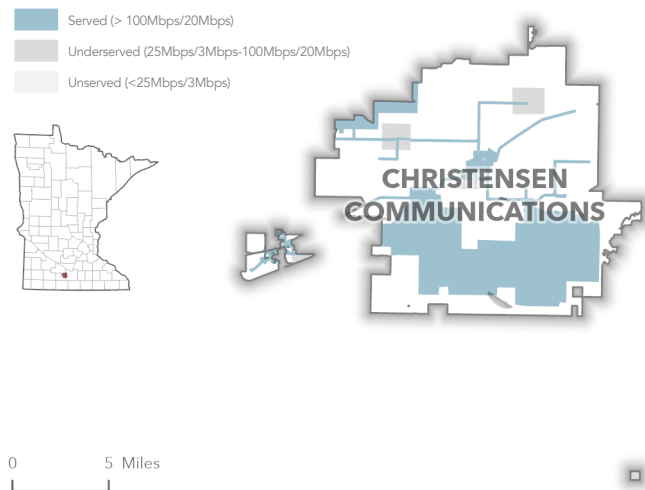 Served (> 100Mbps/20Mbps)
Underserved (25Mbps/3Mbps-100Mbps/20Mbps)
Unserved (<25Mbps/3Mbps)
CHRISTENSEN
COMMUNICATIONS
0 5 Miles